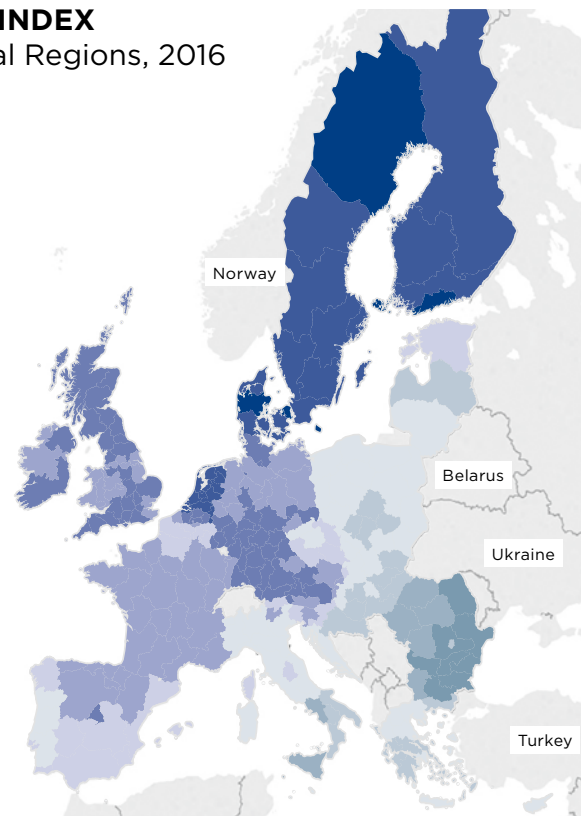 INDEX
al Regions, 2016
Norway
Belarus
Ukraine
Turkey